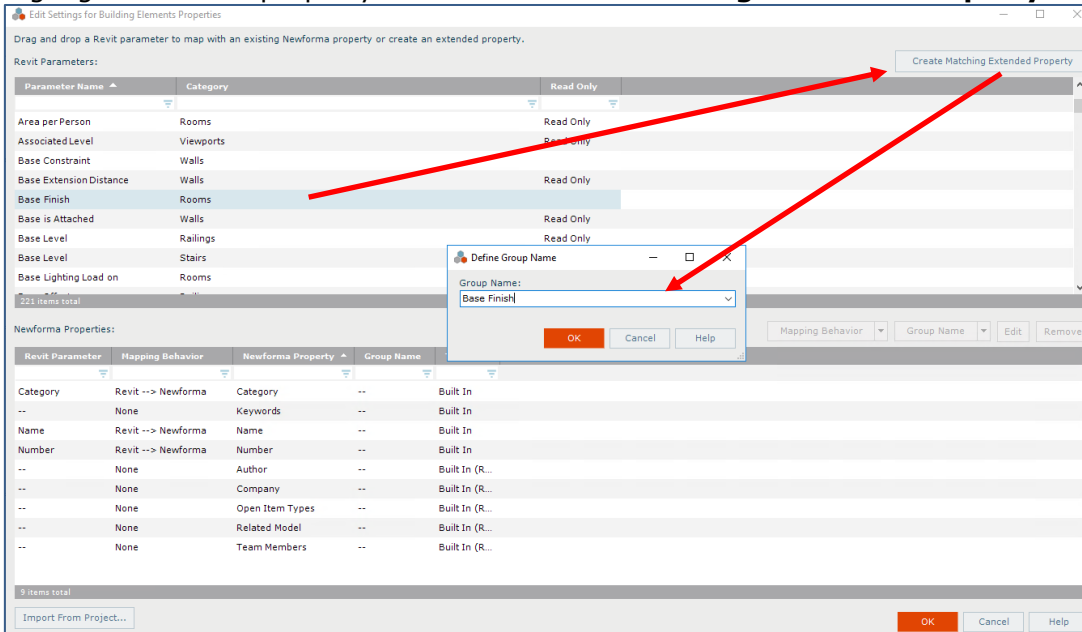 Edit Settings for Building Elements Properties
Drag and drop a Revit parameter to map with an existing Newforma property or create an extended property.
Revit Parameters:
Create Matching Extended Property
Parameter Name Category Read Only
Area per Person Rooms Read Only
Associated Level Viewports Read Only
Base Constraint Walls
Base Extension Distance Walls Read Only
Base Finish Rooms
Base is Attached Walls Read Only
Base Level Railings Read Only
Base Level Stairs
Base Lighting Load on Rooms
221 items total
Define Group Name
Group Name:
Base Finish
OK Cancel Help
Newforma Properties:
Mapping Behavior Group Name Edit Remove
Revit Parameter Mapping Behavior Newforma Property Group Name
Category Revit --> Newforma Category -- Built In
-- None Keywords -- Built In
Name Revit --> Newforma Name -- Built In
Number Revit --> Newforma Number -- Built In
-- None Author -- Built In (R...
-- None Company -- Built In (R...
-- None Open Item Types -- Built In (R...
-- None Related Model -- Built In (R...
-- None Team Members -- Built In (R...
9 items total
Import From Project...
OK Cancel Help